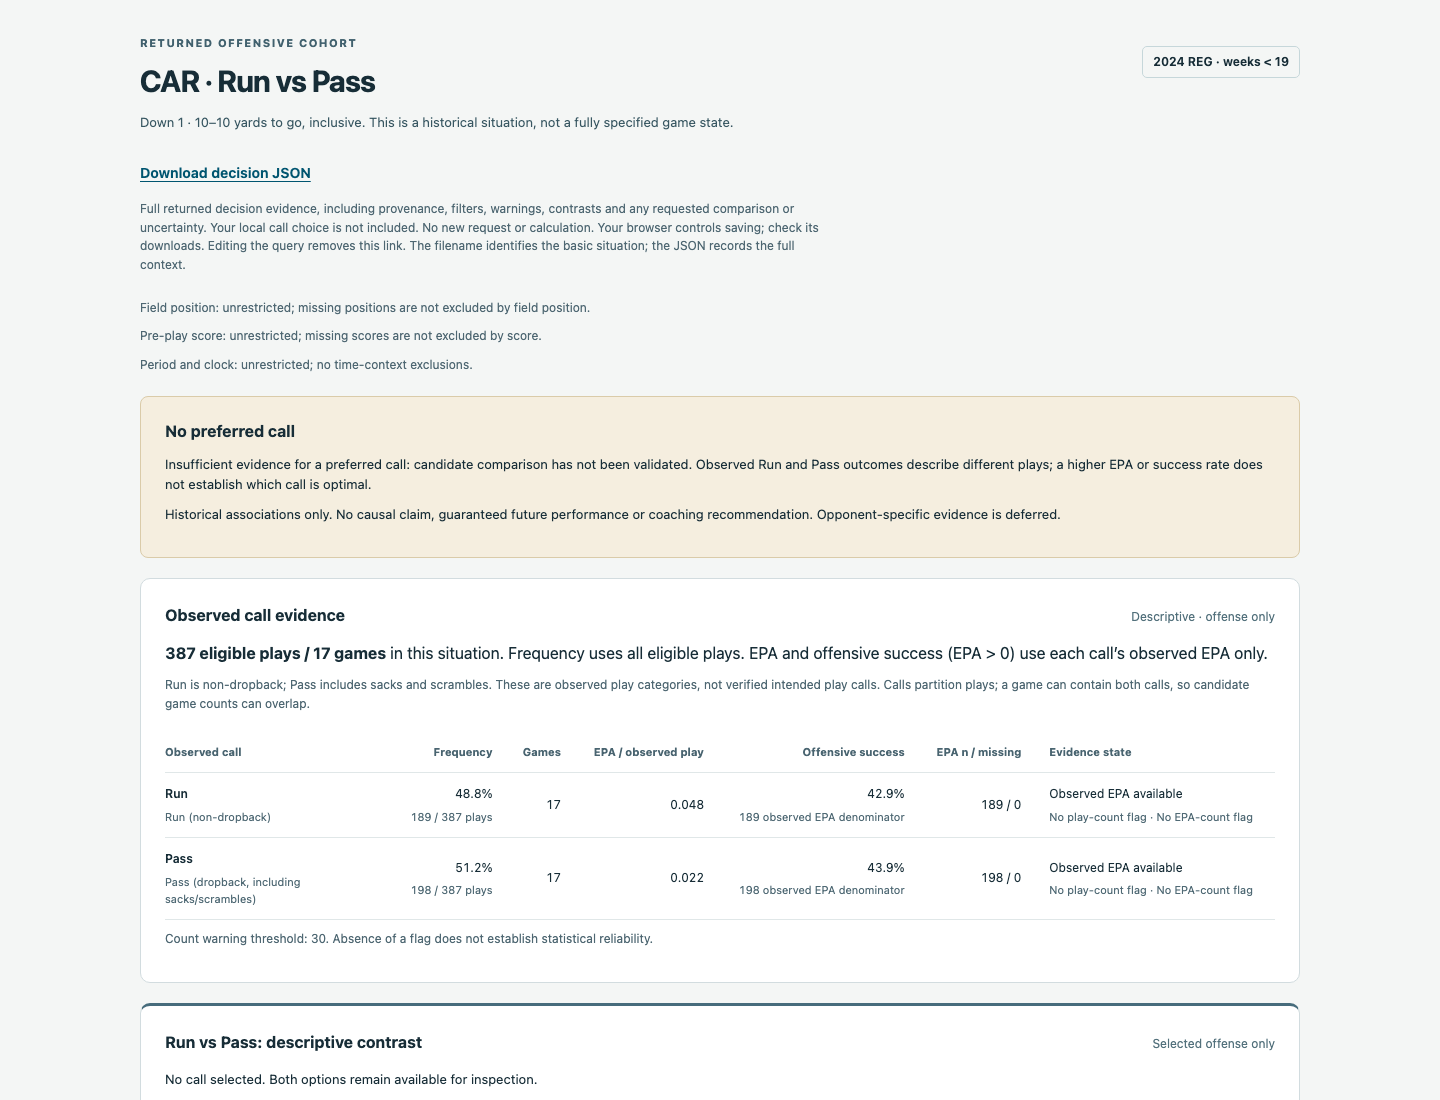 RETURNED OFFENSIVE COHORT
CAR · Run vs Pass
2024 REG · weeks < 19
Down 1 · 10–10 yards to go, inclusive. This is a historical situation, not a fully specified game state.
Download decision JSON
Full returned decision evidence, including provenance, filters, warnings, contrasts and any requested comparison or
uncertainty. Your local call choice is not included. No new request or calculation. Your browser controls saving; check its
downloads. Editing the query removes this link. The filename identifies the basic situation; the JSON records the full
context.
Field position: unrestricted; missing positions are not excluded by field position.
Pre-play score: unrestricted; missing scores are not excluded by score.
Period and clock: unrestricted; no time-context exclusions.
No preferred call
Insufficient evidence for a preferred call: candidate comparison has not been validated. Observed Run and Pass outcomes describe different plays; a higher EPA or success rate does
not establish which call is optimal.
Historical associations only. No causal claim, guaranteed future performance or coaching recommendation. Opponent-specific evidence is deferred.
Observed call evidence
Descriptive · offense only
387 eligible plays / 17 games in this situation. Frequency uses all eligible plays. EPA and offensive success (EPA > 0) use each call’s observed EPA only.
Run is non-dropback; Pass includes sacks and scrambles. These are observed play categories, not verified intended play calls. Calls partition plays; a game can contain both calls, so candidate
game counts can overlap.
Observed call Frequency Games EPA / observed play Offensive success EPA n / missing Evidence state
Run 48.8% 17 0.048 42.9% 189 / 0 Observed EPA available
Run (non-dropback) 189 / 387 plays 189 observed EPA denominator No play-count flag · No EPA-count flag
Pass 51.2% 17 0.022 43.9% 198 / 0 Observed EPA available
Pass (dropback, including 198 / 387 plays 198 observed EPA denominator No play-count flag · No EPA-count flag
sacks/scrambles)
Count warning threshold: 30. Absence of a flag does not establish statistical reliability.
Run vs Pass: descriptive contrast
Selected offense only
No call selected. Both options remain available for inspection.